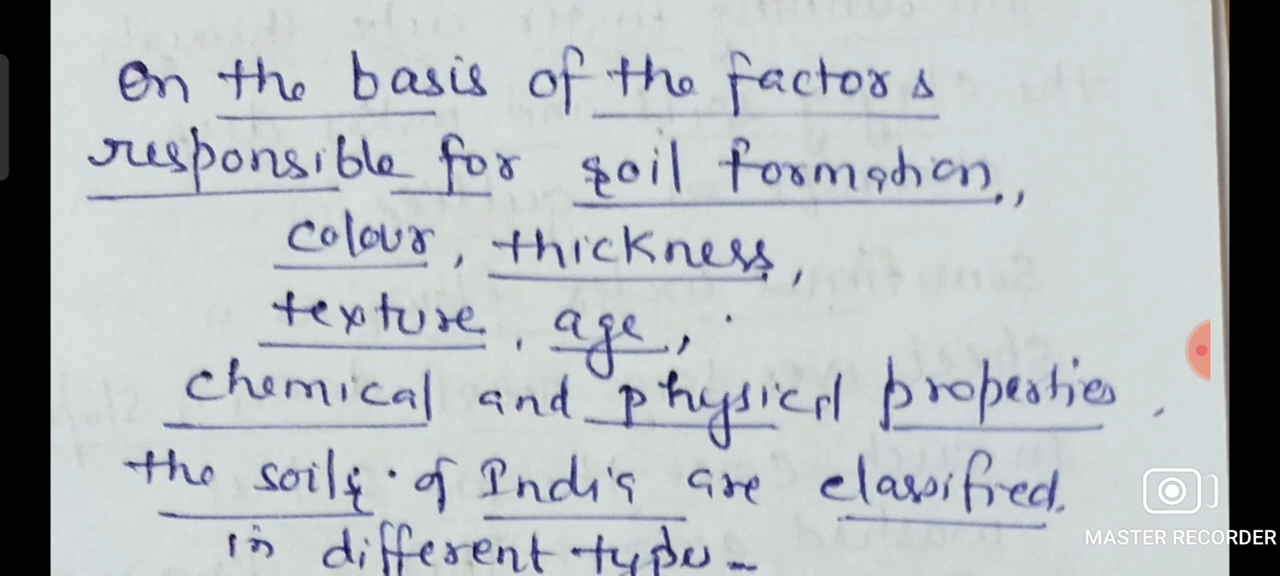 on the basis of the factors
responsible for soil formation,
colour, thickness,
texture, age,
chemical and physical properties,
the soils of India are classified
in different types
MASTER RECORDER